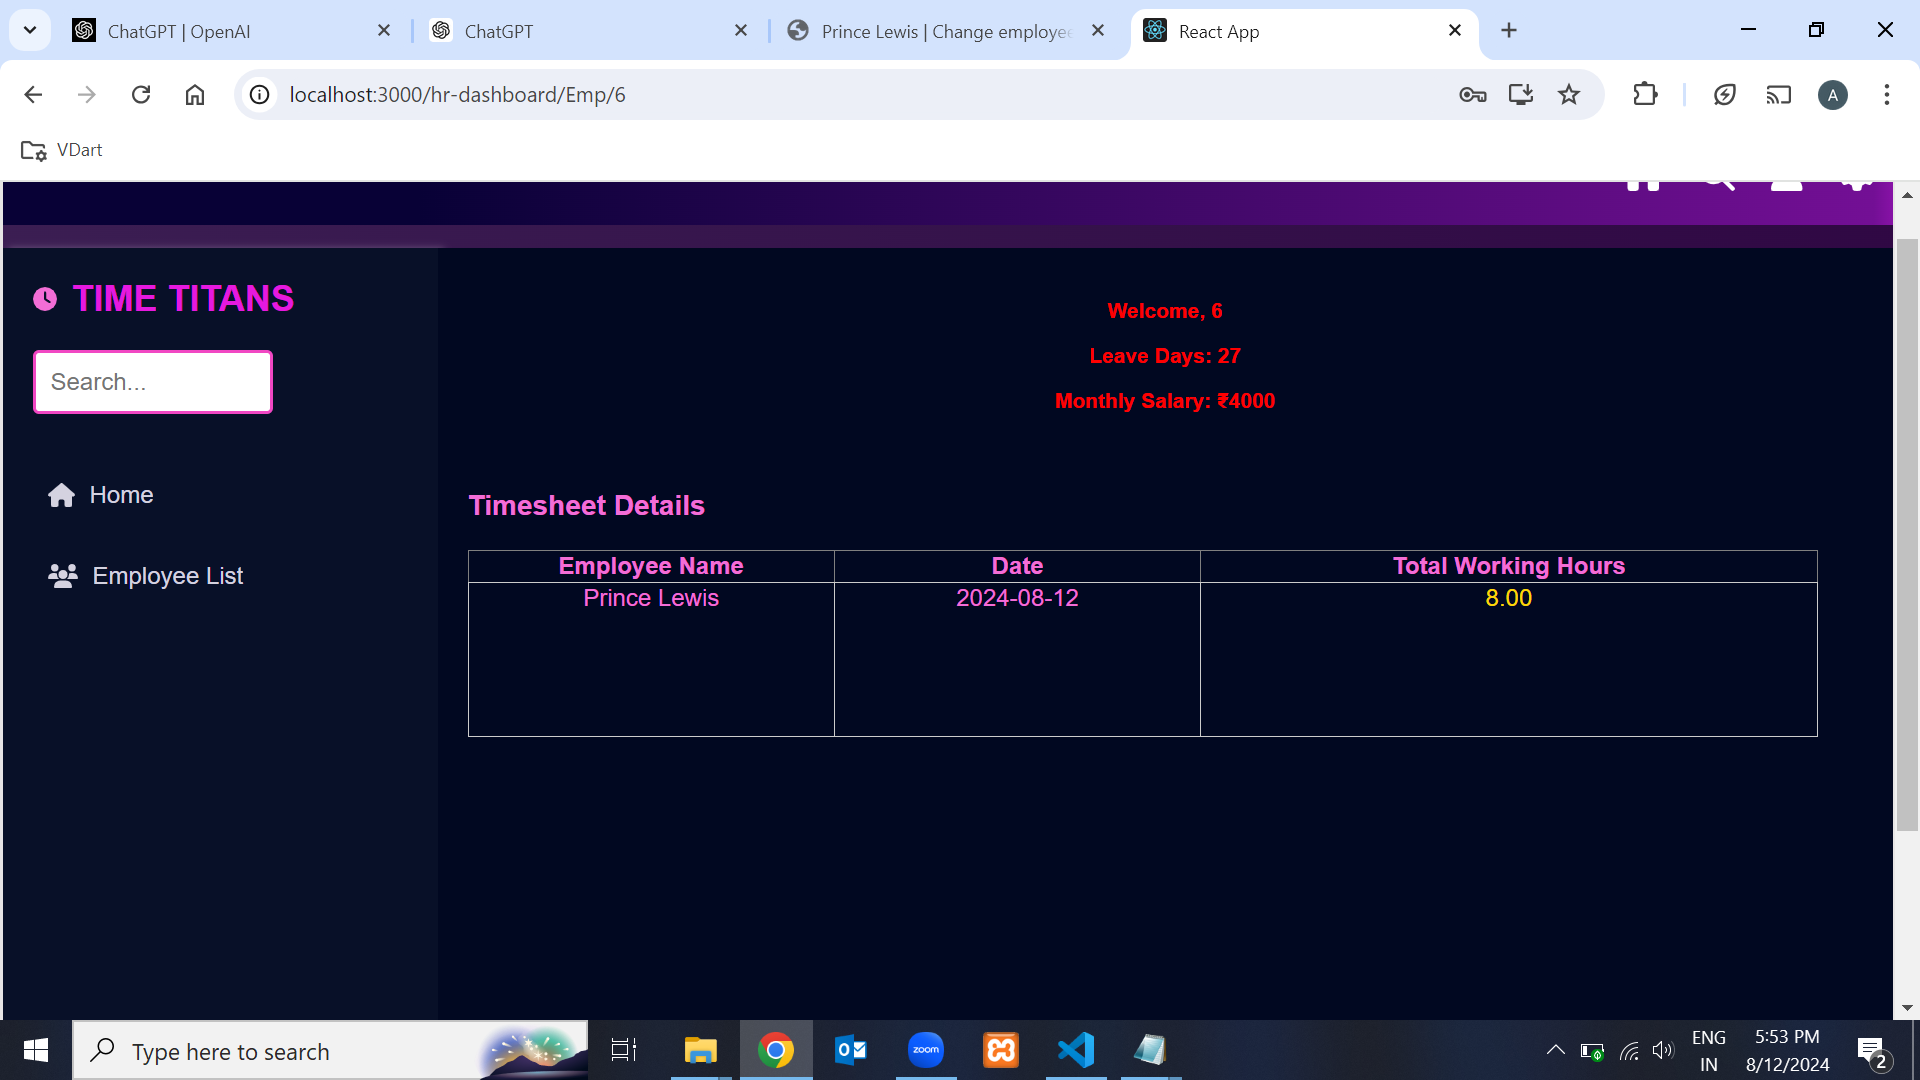 ChatGPT | OpenAI
ChatGPT
Prince Lewis | Change employee
React App
localhost:3000/hr-dashboard/Emp/6
A
VDart
TIME TITANS
Search...
Home
Employee List
Welcome, 6
Leave Days: 27
Monthly Salary: ₹4000
Timesheet Details
Employee Name Date Total Working Hours
Prince Lewis 2024-08-12 8.00
Type here to search
zoom
ENG
IN
5:53 PM
8/12/2024
2